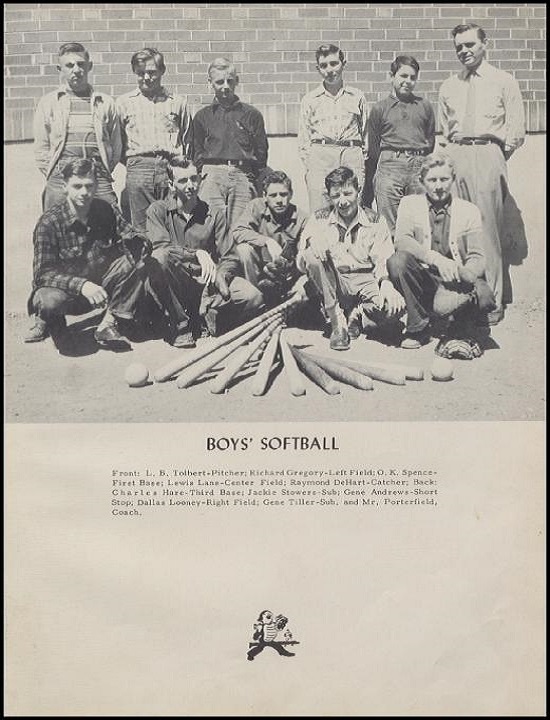 BOYS' SOFTBALL
Front: L. B. Tolbert-Pitcher; Richard Gregory-Left Field; O. K. Spence-
First Base; Lewis Lane-Center Field; Raymond DeHart-Catcher; Back:
Charles Hare-Third Base; Jackie Stowers-Sub; Gene Andrews-Short
Stop; Dallas Looney-Right Field; Gene Tiller-Sub, and Mr. Porterfield,
Coach.